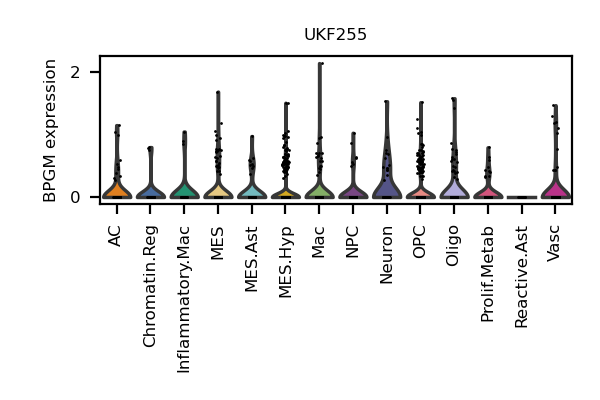 UKF255
BPGM expression
2
0
AC
Chromatin.Reg
Inflammatory.Mac
MES
MES.Ast
MES.Hyp
Mac
NPC
Neuron
OPC
Oligo
Prolif.Metab
Reactive.Ast
Vasc